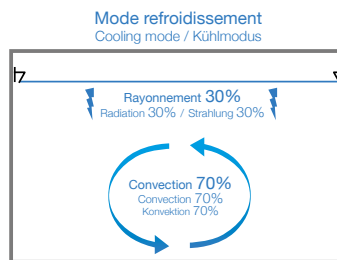 Mode refroidissement
Cooling mode / Kühlmodus
Rayonnement 30%
Radiation 30% / Strahlung 30%
Convection 70%
Convection 70%
Konvektion 70%